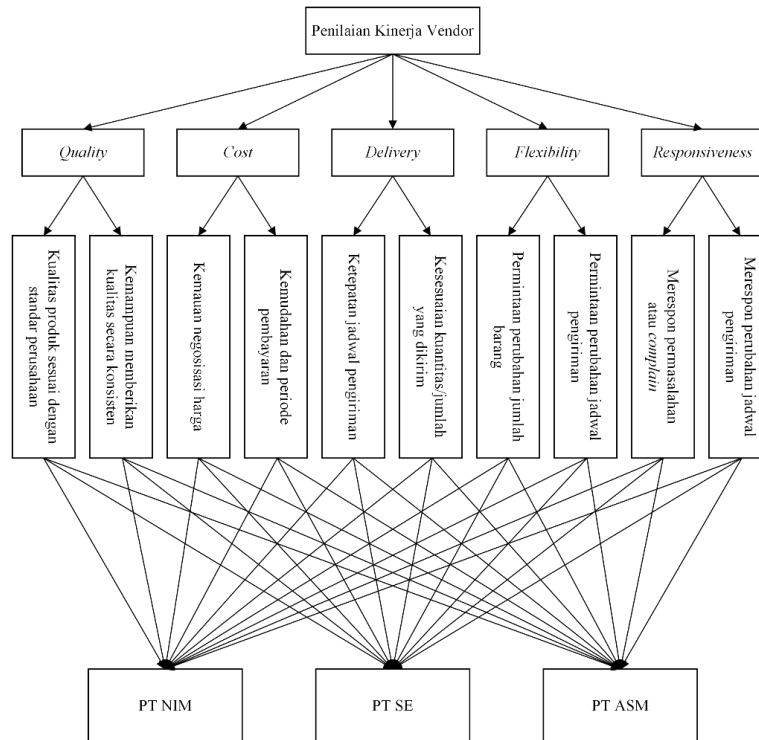 Penilaian Kinerja Vendor
Quality
Cost
Delivery
Flexibility
Responsiveness
Kualitas produk sesuai dengan
standar perusahaan
Kemampuan memberikan
kualitas secara konsisten
Kemauan negosisasi harga
Kemudahan dan periode
pembayaran
Ketepatan jadwal pengiriman
Kesesuaian kuantitas/jumlah
yang dikirim
Permintaan perubahan jumlah
barang
Permintaan perubahan jadwal
pengiriman
Merespon permasalahan
atau complain
Merespon perubahan jadwal
pengiriman
PT NIM
PT SE
PT ASM